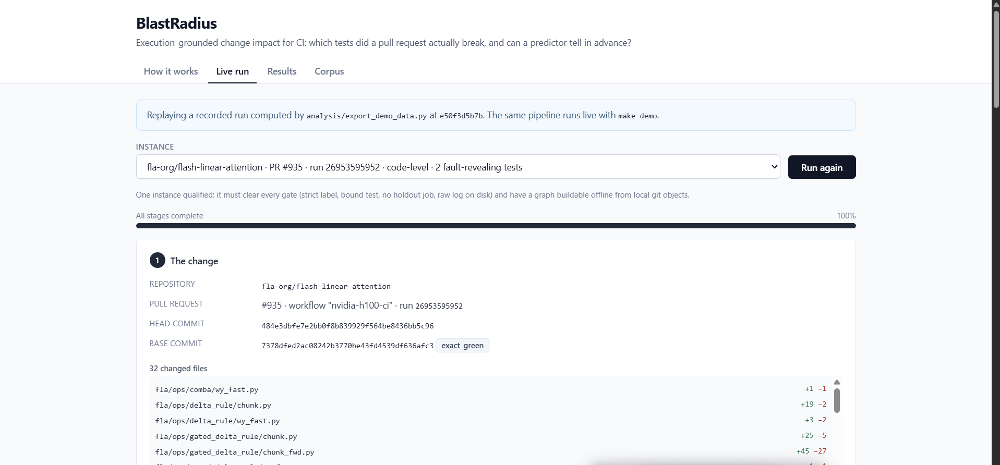 BlastRadius
Execution-grounded change impact for CI: which tests did a pull request actually break, and can a predictor tell in advance?
How it works Live run Results Corpus
Replaying a recorded run computed by analysis/export_demo_data.py at e50f3d5b7b. The same pipeline runs live with make demo.
INSTANCE
fla-org/flash-linear-attention · PR #935 · run 26953595952 · code-level · 2 fault-revealing tests
Run again
One instance qualified: it must clear every gate (strict label, bound test, no holdout job, raw log on disk) and have a graph buildable offline from local git objects.
All stages complete 100%
1 The change
REPOSITORY fla-org/flash-linear-attention
PULL REQUEST #935 · workflow “nvidia-h100-ci” · run 26953595952
HEAD COMMIT 484e3dbfe7e2bb0f8b839929f564be8436bb5c96
BASE COMMIT 7378dfed2ac08242b3770be43fd4539df636afc3 exact_green
32 changed files
fla/ops/comba/wy_fast.py +1 −1
fla/ops/delta_rule/chunk.py +19 −2
fla/ops/delta_rule/wy_fast.py +3 −2
fla/ops/gated_delta_rule/chunk.py +25 −5
fla/ops/gated_delta_rule/chunk_fwd.py +45 −27